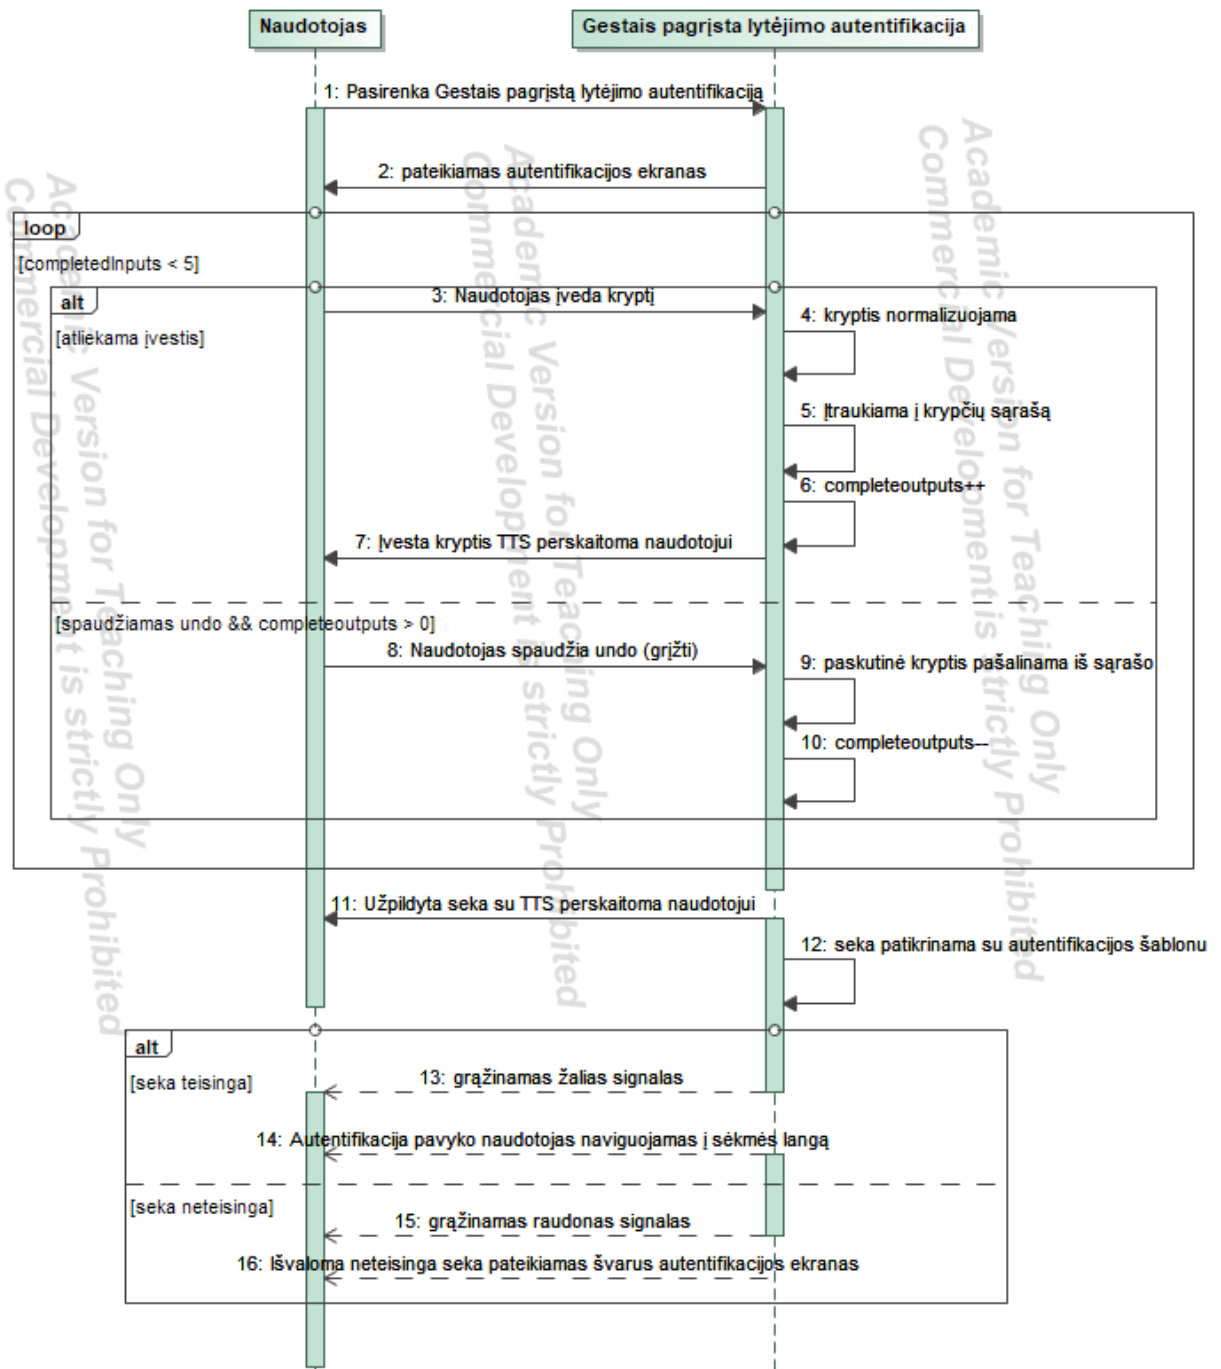 Naudotojas
Gestais pagrįsta lytėjimo autentifikacija
1: Pasirenka Gestais pagrįstą lytėjimo autentifikaciją
2: pateikiamas autentifikacijos ekranas
loop
[completedInputs < 5]
alt
3: Naudotojas įveda kryptį
[atliekama įvestis]
4: kryptis normalizuojama
5: Įtraukiama į krypčių sąrašą
6: completeoutputs++
7: Įvesta kryptis TTS perskaitoma naudotojui
[spaudžiamas undo && completeoutputs > 0]
8: Naudotojas spaudžia undo (grįžti)
9: paskutinė kryptis pašalinama iš sąrašo
10: completeoutputs--
11: Užpildyta seka su TTS perskaitoma naudotojui
12: seka patikrinama su autentifikacijos šablonu
alt
[seka teisinga]
13: grąžinamas žalias signalas
14: Autentifikacija pavyko naudotojas naviguojamas į sėkmės langą
[seka neteisinga]
15: grąžinamas raudonas signalas
16: Išvaloma neteisinga seka pateikiamas švarus autentifikacijos ekranas
Academic Version for Teaching Only
Commercial Development is strictly Prohibited
Academic Version for Teaching Only
Commercial Development is strictly Prohibited
Academic Version for Teaching Only
Commercial Development is strictly Prohibited